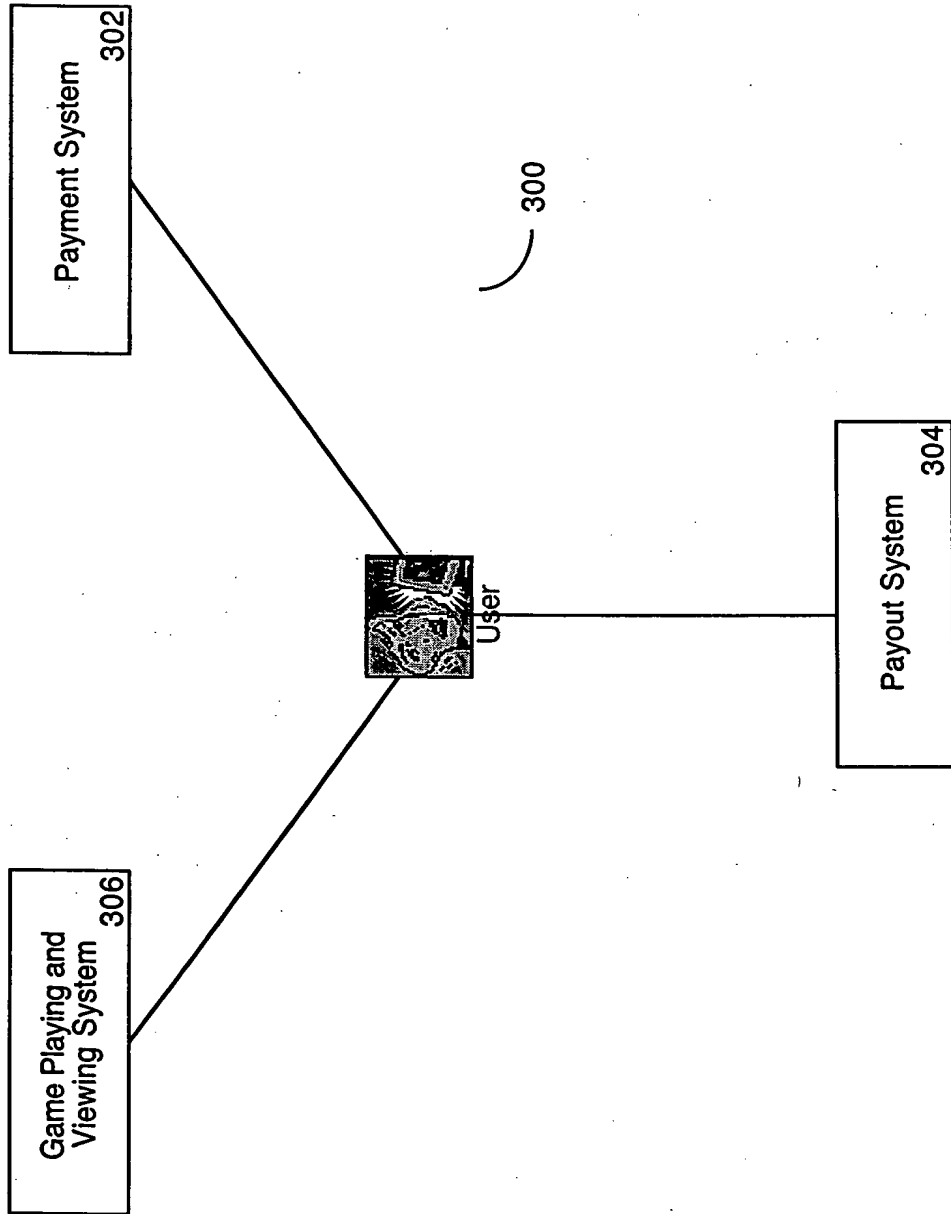 Game Playing and
Viewing System
306
Payment System
302
User
300
Payout System
304